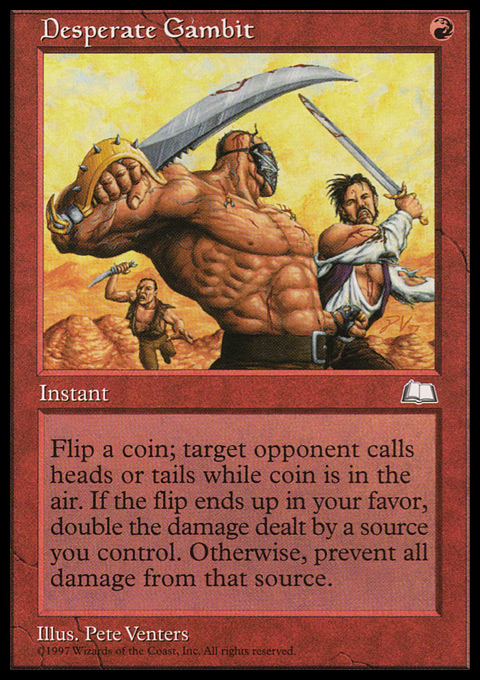 Desperate Gambit
Instant
Flip a coin; target opponent calls
heads or tails while coin is in the
air. If the flip ends up in your favor,
double the damage dealt by a source
you control. Otherwise, prevent all
damage from that source.
Illus. Pete Venters
©1997 Wizards of the Coast, Inc. All rights reserved.